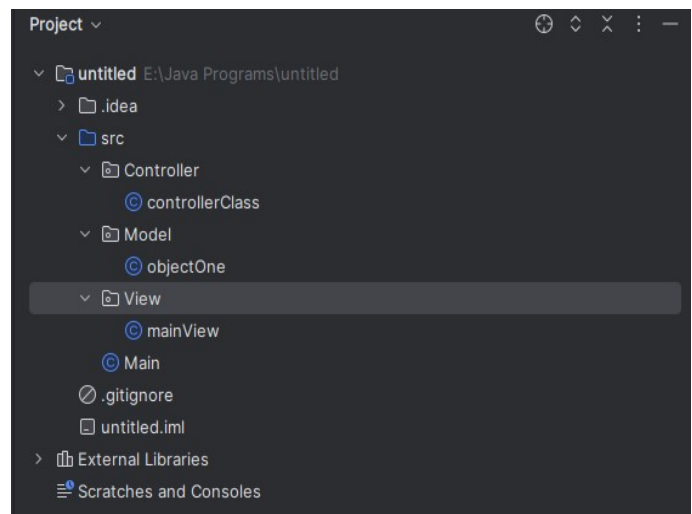 Project
untitled E:\Java Programs\untitled
.idea
src
Controller
controllerClass
Model
objectOne
View
mainView
Main
.gitignore
untitled.iml
External Libraries
Scratches and Consoles